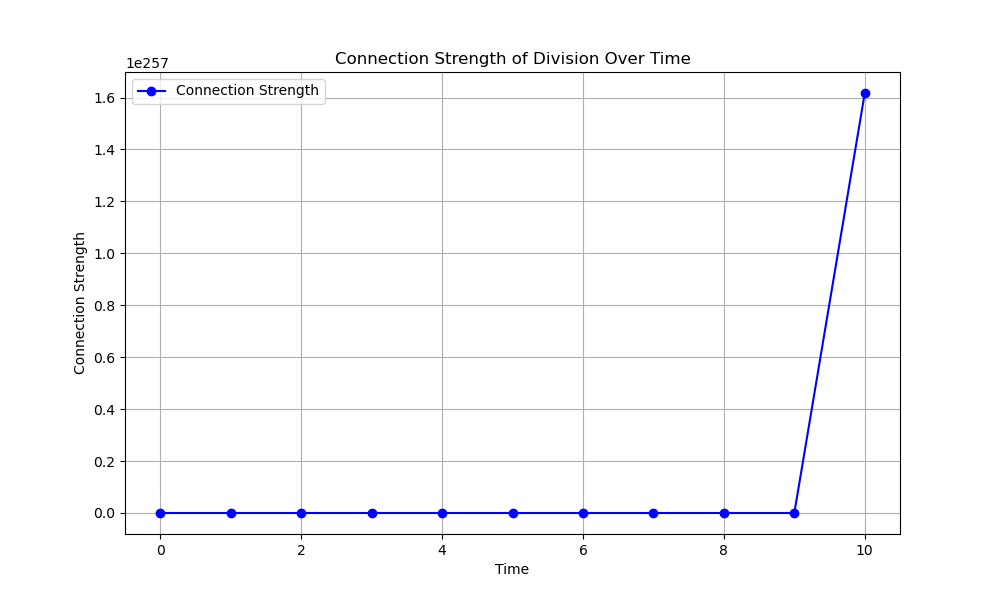 Connection Strength of Division Over Time
1e257
Connection Strength
1.6
1.4
1.2
1.0
0.8
0.6
0.4
0.2
0.0
Connection Strength
0 2 4 6 8 10
Time